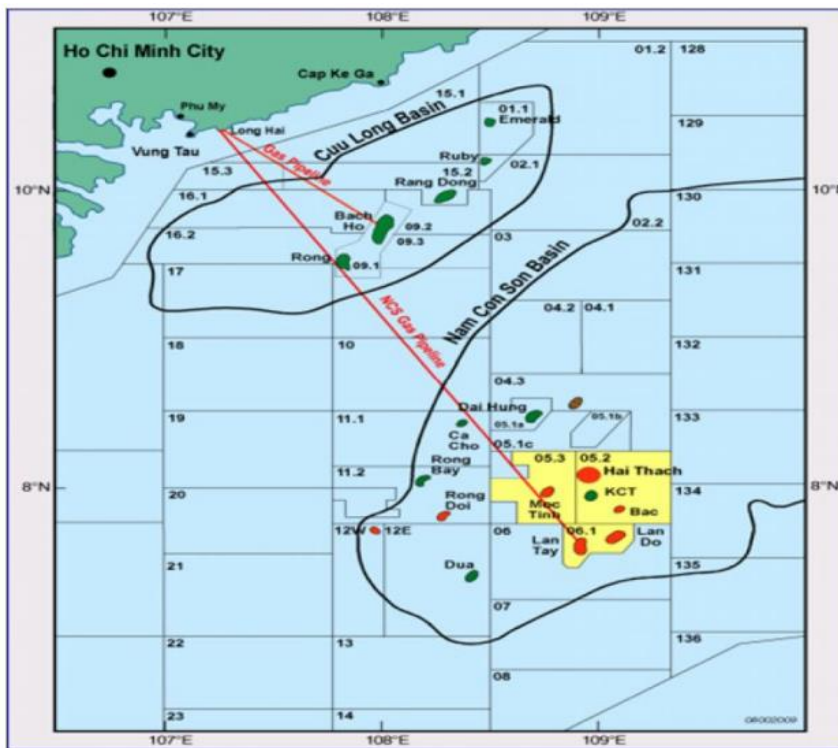 107°E 108°E 109°E
Ho Chi Minh City
01.2 128
Cap Ke Ga
15.1
Phu My
01.1
Emerald
129
Long Hai
Vung Tau
Cuu Long Basin
Gas Pipeline
Ruby
02.1
15.3
15.2
Rang Dong
10°N
10°N
16.1
130
Bach
Ho
09.2
09.3
02.2
16.2
03
Rong
09.1
17
131
Nam Con Son Basin
NCS Gas Pipeline
04.2 04.1
18
10
132
04.3
Dai Hung
19
11.1
05.1a
05.1b
133
Ca
Cho
05.1c
Rong
Bay
05.3 05.2
Hai Thach
11.2
8°N
8°N
20
Rong
Doi
Moc
Tinh
KCT
134
Bac
12W 12E
06
06.1
Lan
Tay
Lan
Do
21
Dua
135
07
22
13
136
08
23
14
06002009
107°E 108°E 109°E